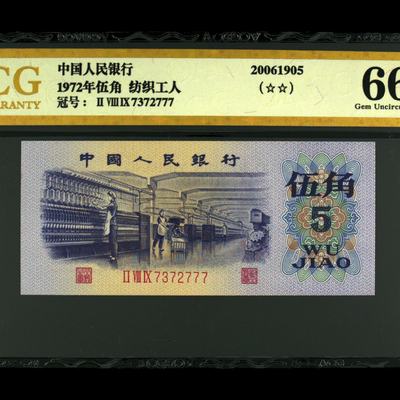 CG
ARANTY
中国人民银行
1972年伍角 纺织工人
冠号: II VIII IX 7372777
20061905
(☆☆)
66
Gem Uncircu
中國人民銀行
伍角
5
WU
JIAO
II VIII IX 7372777